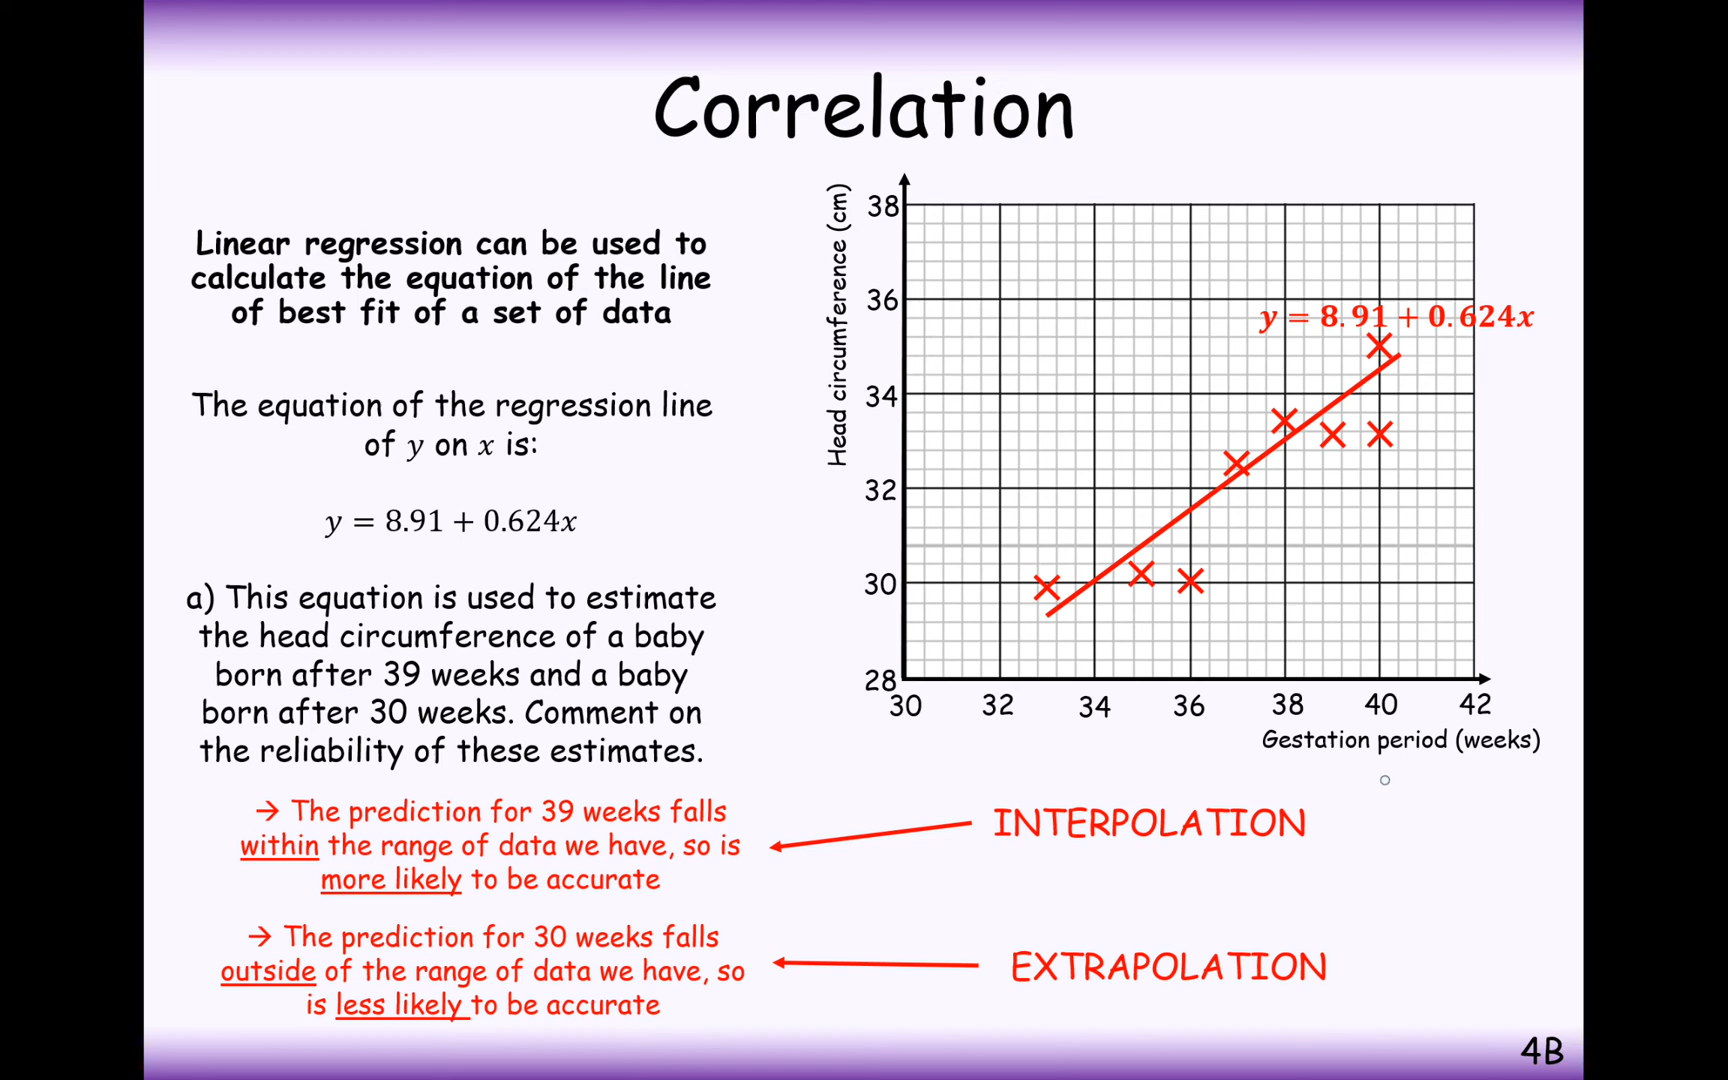 Correlation
Linear regression can be used to
calculate the equation of the line
of best fit of a set of data
The equation of the regression line
of y on x is:
y = 8.91 + 0.624x
a) This equation is used to estimate
the head circumference of a baby
born after 39 weeks and a baby
born after 30 weeks. Comment on
the reliability of these estimates.
→ The prediction for 39 weeks falls
within the range of data we have, so is
more likely to be accurate
→ The prediction for 30 weeks falls
outside of the range of data we have, so
is less likely to be accurate
Head circumference (cm)
38
36
34
32
30
28
y = 8.91 + 0.624x
30 32 34 36 38 40 42
Gestation period (weeks)
INTERPOLATION
EXTRAPOLATION
4B